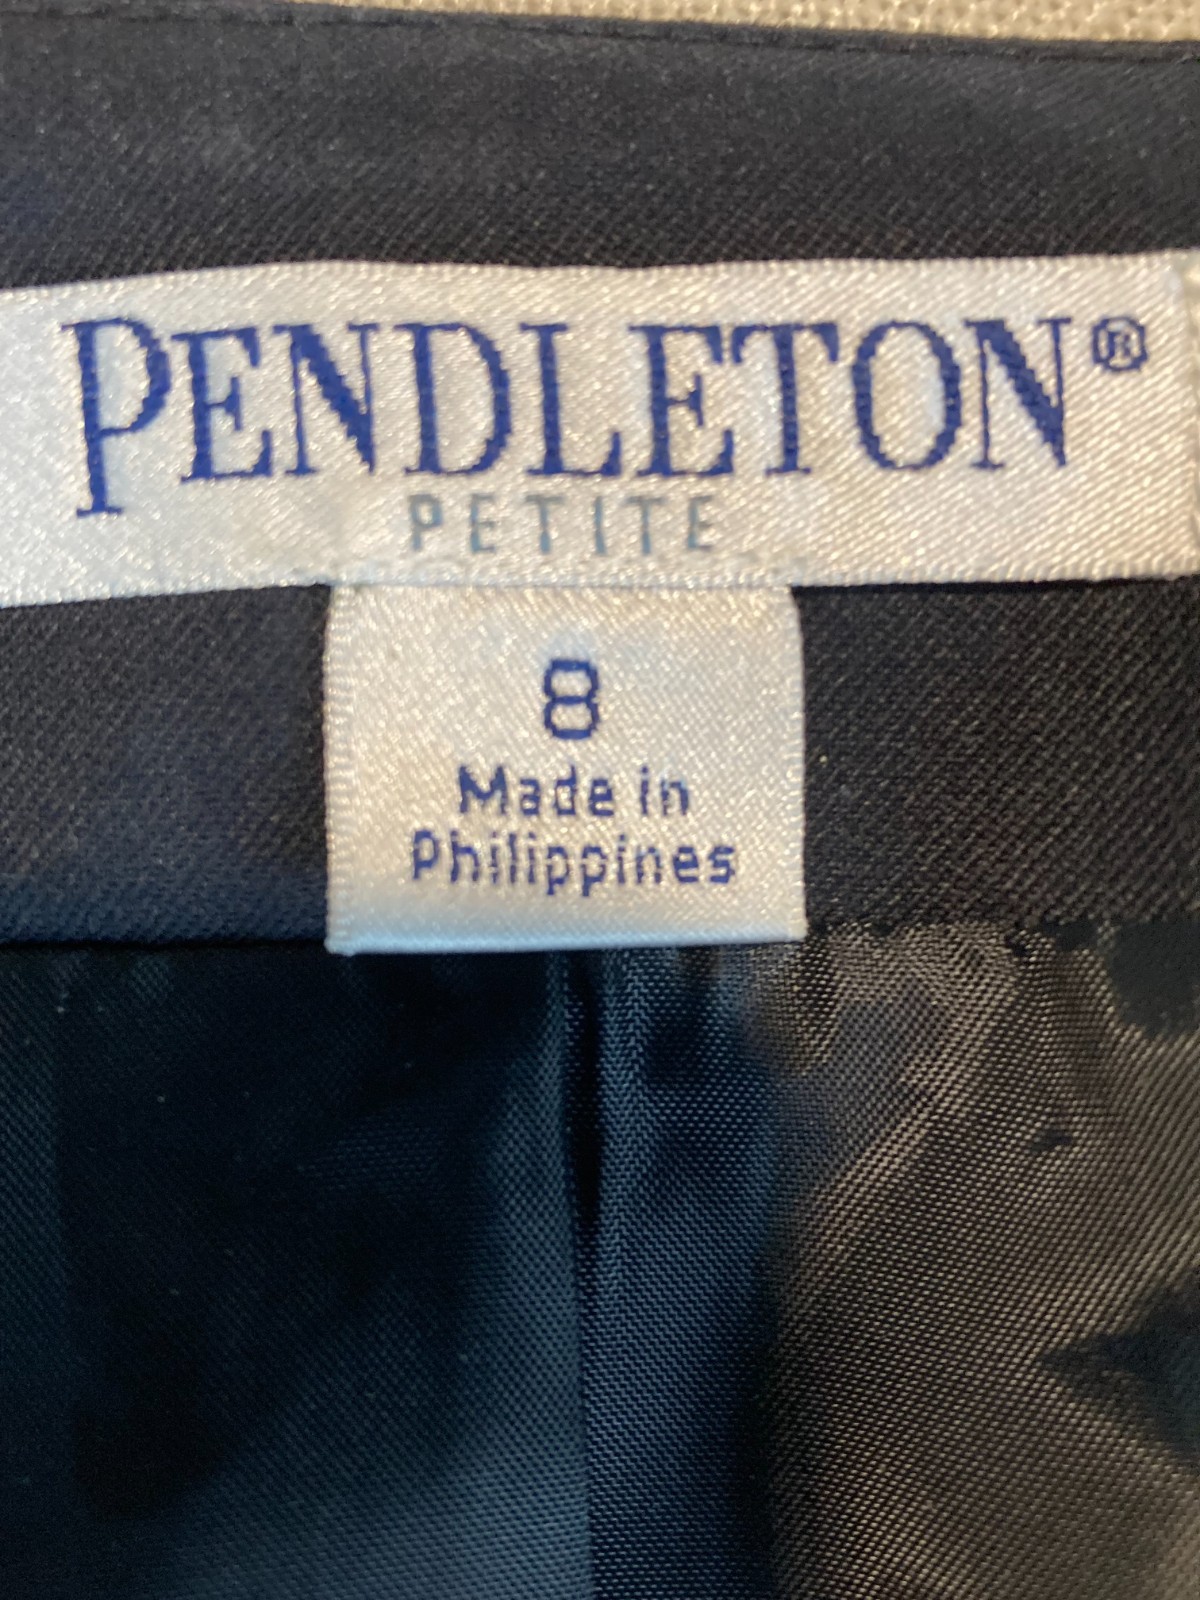 PENDLETON®
PETITE
8
Made in
Philippines